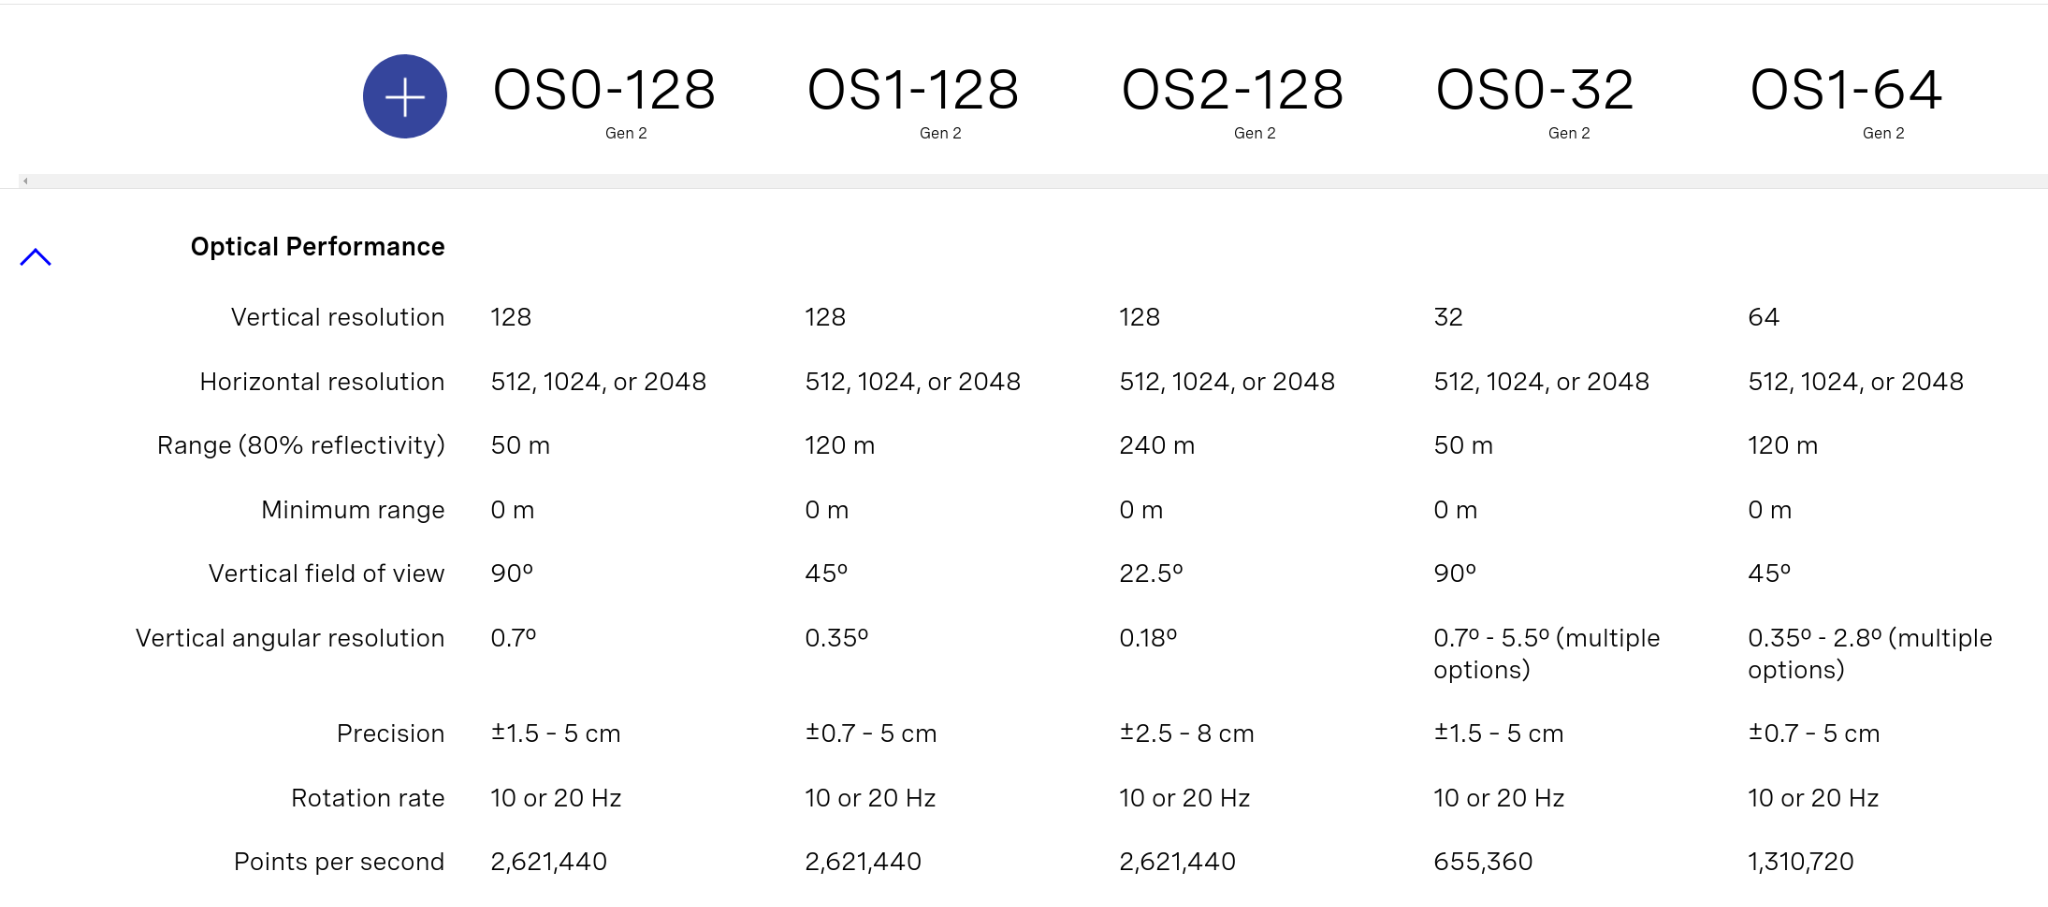 OS0-128 OS1-128 OS2-128 OS0-32 OS1-64
Gen 2 Gen 2 Gen 2 Gen 2 Gen 2
Optical Performance
Vertical resolution 128 128 128 32 64
Horizontal resolution 512, 1024, or 2048 512, 1024, or 2048 512, 1024, or 2048 512, 1024, or 2048 512, 1024, or 2048
Range (80% reflectivity) 50 m 120 m 240 m 50 m 120 m
Minimum range 0 m 0 m 0 m 0 m 0 m
Vertical field of view 90º 45º 22.5º 90º 45º
Vertical angular resolution 0.7º 0.35º 0.18º 0.7º - 5.5º (multiple 0.35º - 2.8º (multiple
options) options)
Precision ±1.5 - 5 cm ±0.7 - 5 cm ±2.5 - 8 cm ±1.5 - 5 cm ±0.7 - 5 cm
Rotation rate 10 or 20 Hz 10 or 20 Hz 10 or 20 Hz 10 or 20 Hz 10 or 20 Hz
Points per second 2,621,440 2,621,440 2,621,440 655,360 1,310,720